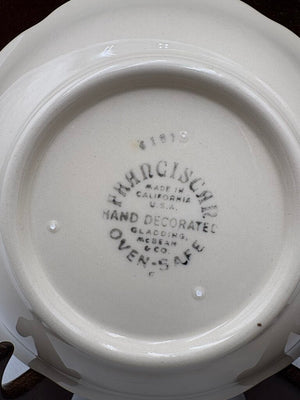 FRANCISCAN
MADE IN
CALIFORNIA
U.S.A.
HAND DECORATED
GLADDING,
McBEAN
& CO.
OVEN-SAFE